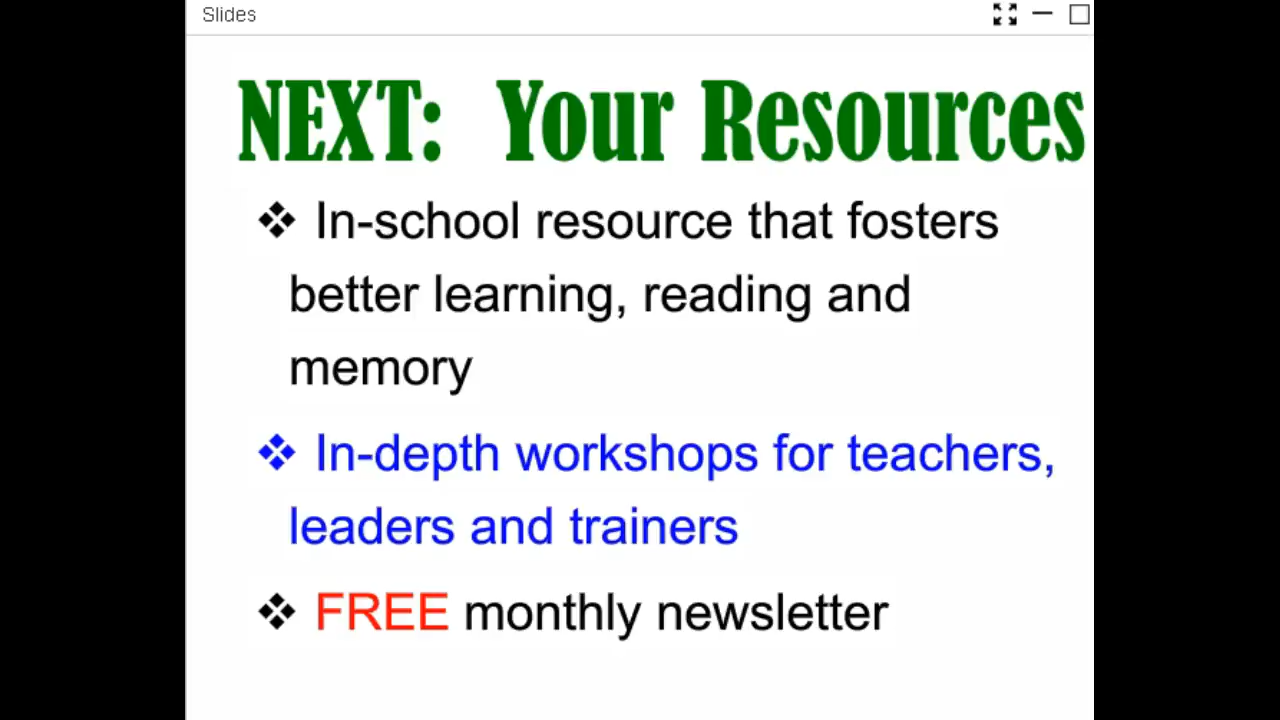 Slides
NEXT: Your Resources
❖ In-school resource that fosters
better learning, reading and
memory
❖ In-depth workshops for teachers,
leaders and trainers
❖ FREE monthly newsletter